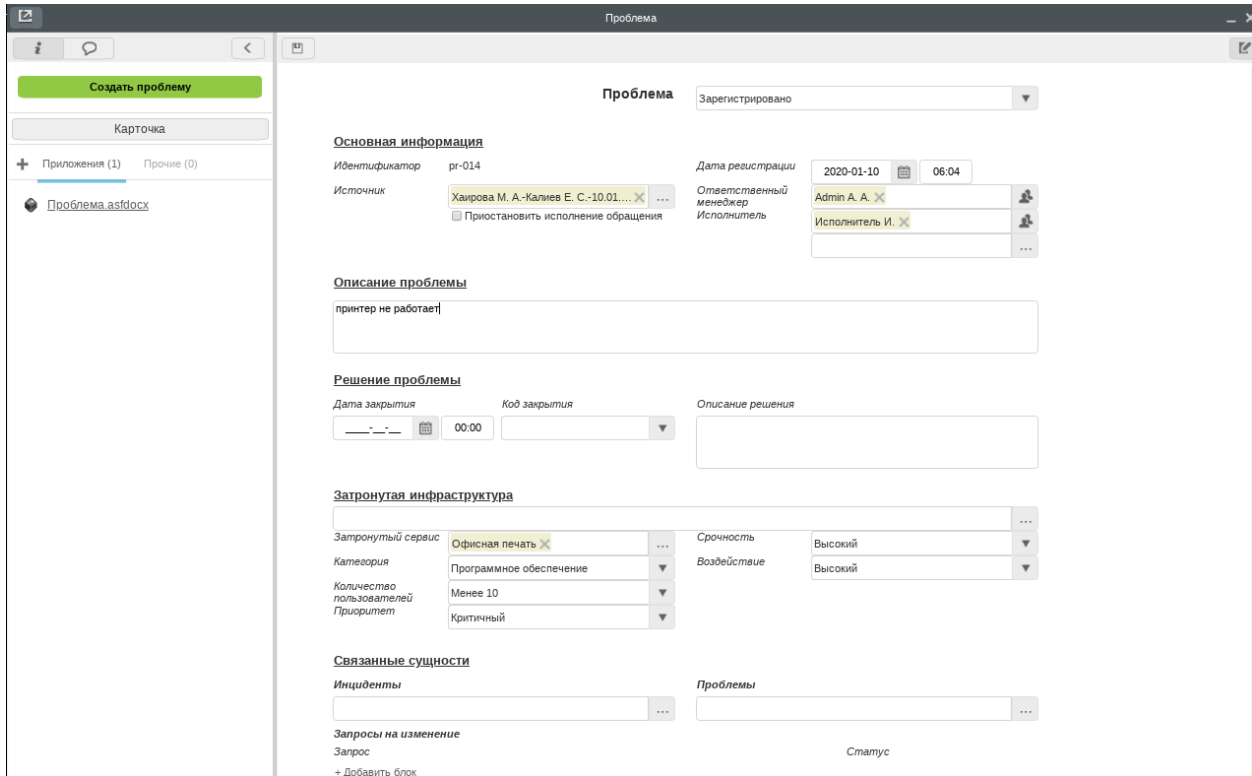 Проблема
Создать проблему
Карточка
Приложения (1) Прочие (0)
Проблема.asfdocx
Проблема Зарегистрировано
Основная информация
Идентификатор pr-014 Дата регистрации 2020-01-10 06:04
Источник Хаирова М. А.-Калиев Е. С.-10.01.... Ответственный менеджер Admin A. A.
Приостановить исполнение обращения Исполнитель Исполнитель И.
Описание проблемы
принтер не работает
Решение проблемы
Дата закрытия Код закрытия Описание решения
____-__-__ 00:00
Затронутая инфраструктура
Затронутый сервис Офисная печать Срочность Высокий
Категория Программное обеспечение Воздействие Высокий
Количество пользователей Менее 10
Приоритет Критичный
Связанные сущности
Инциденты Проблемы
Запросы на изменение
Запрос Статус
+ Добавить блок